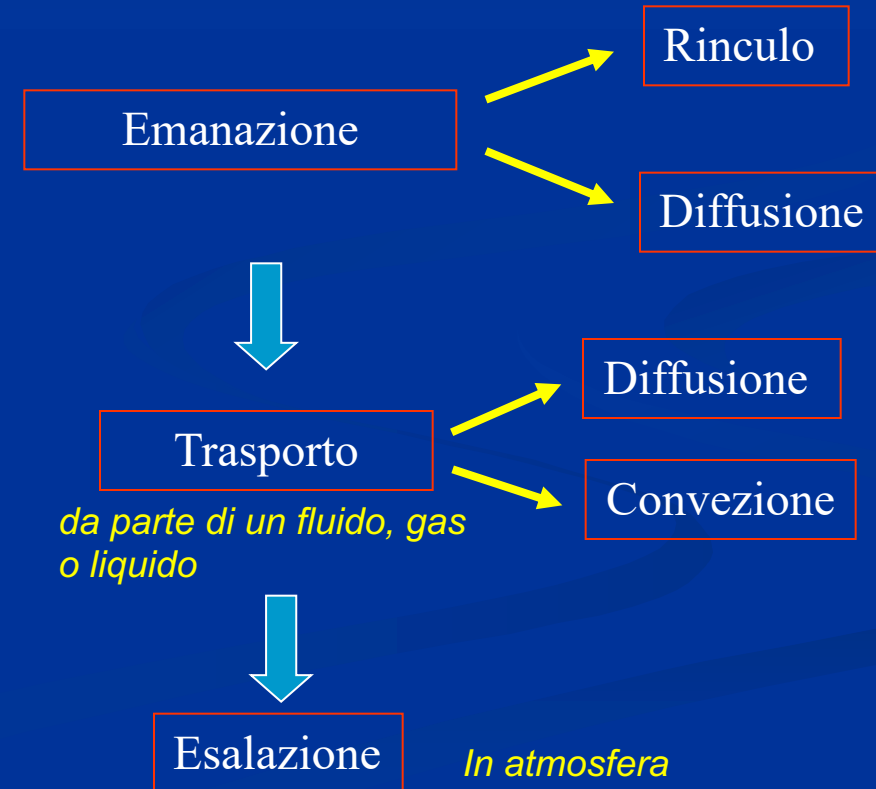 Rinculo
Emanazione
Diffusione
Diffusione
Trasporto
Convezione
da parte di un fluido, gas
o liquido
Esalazione
In atmosfera